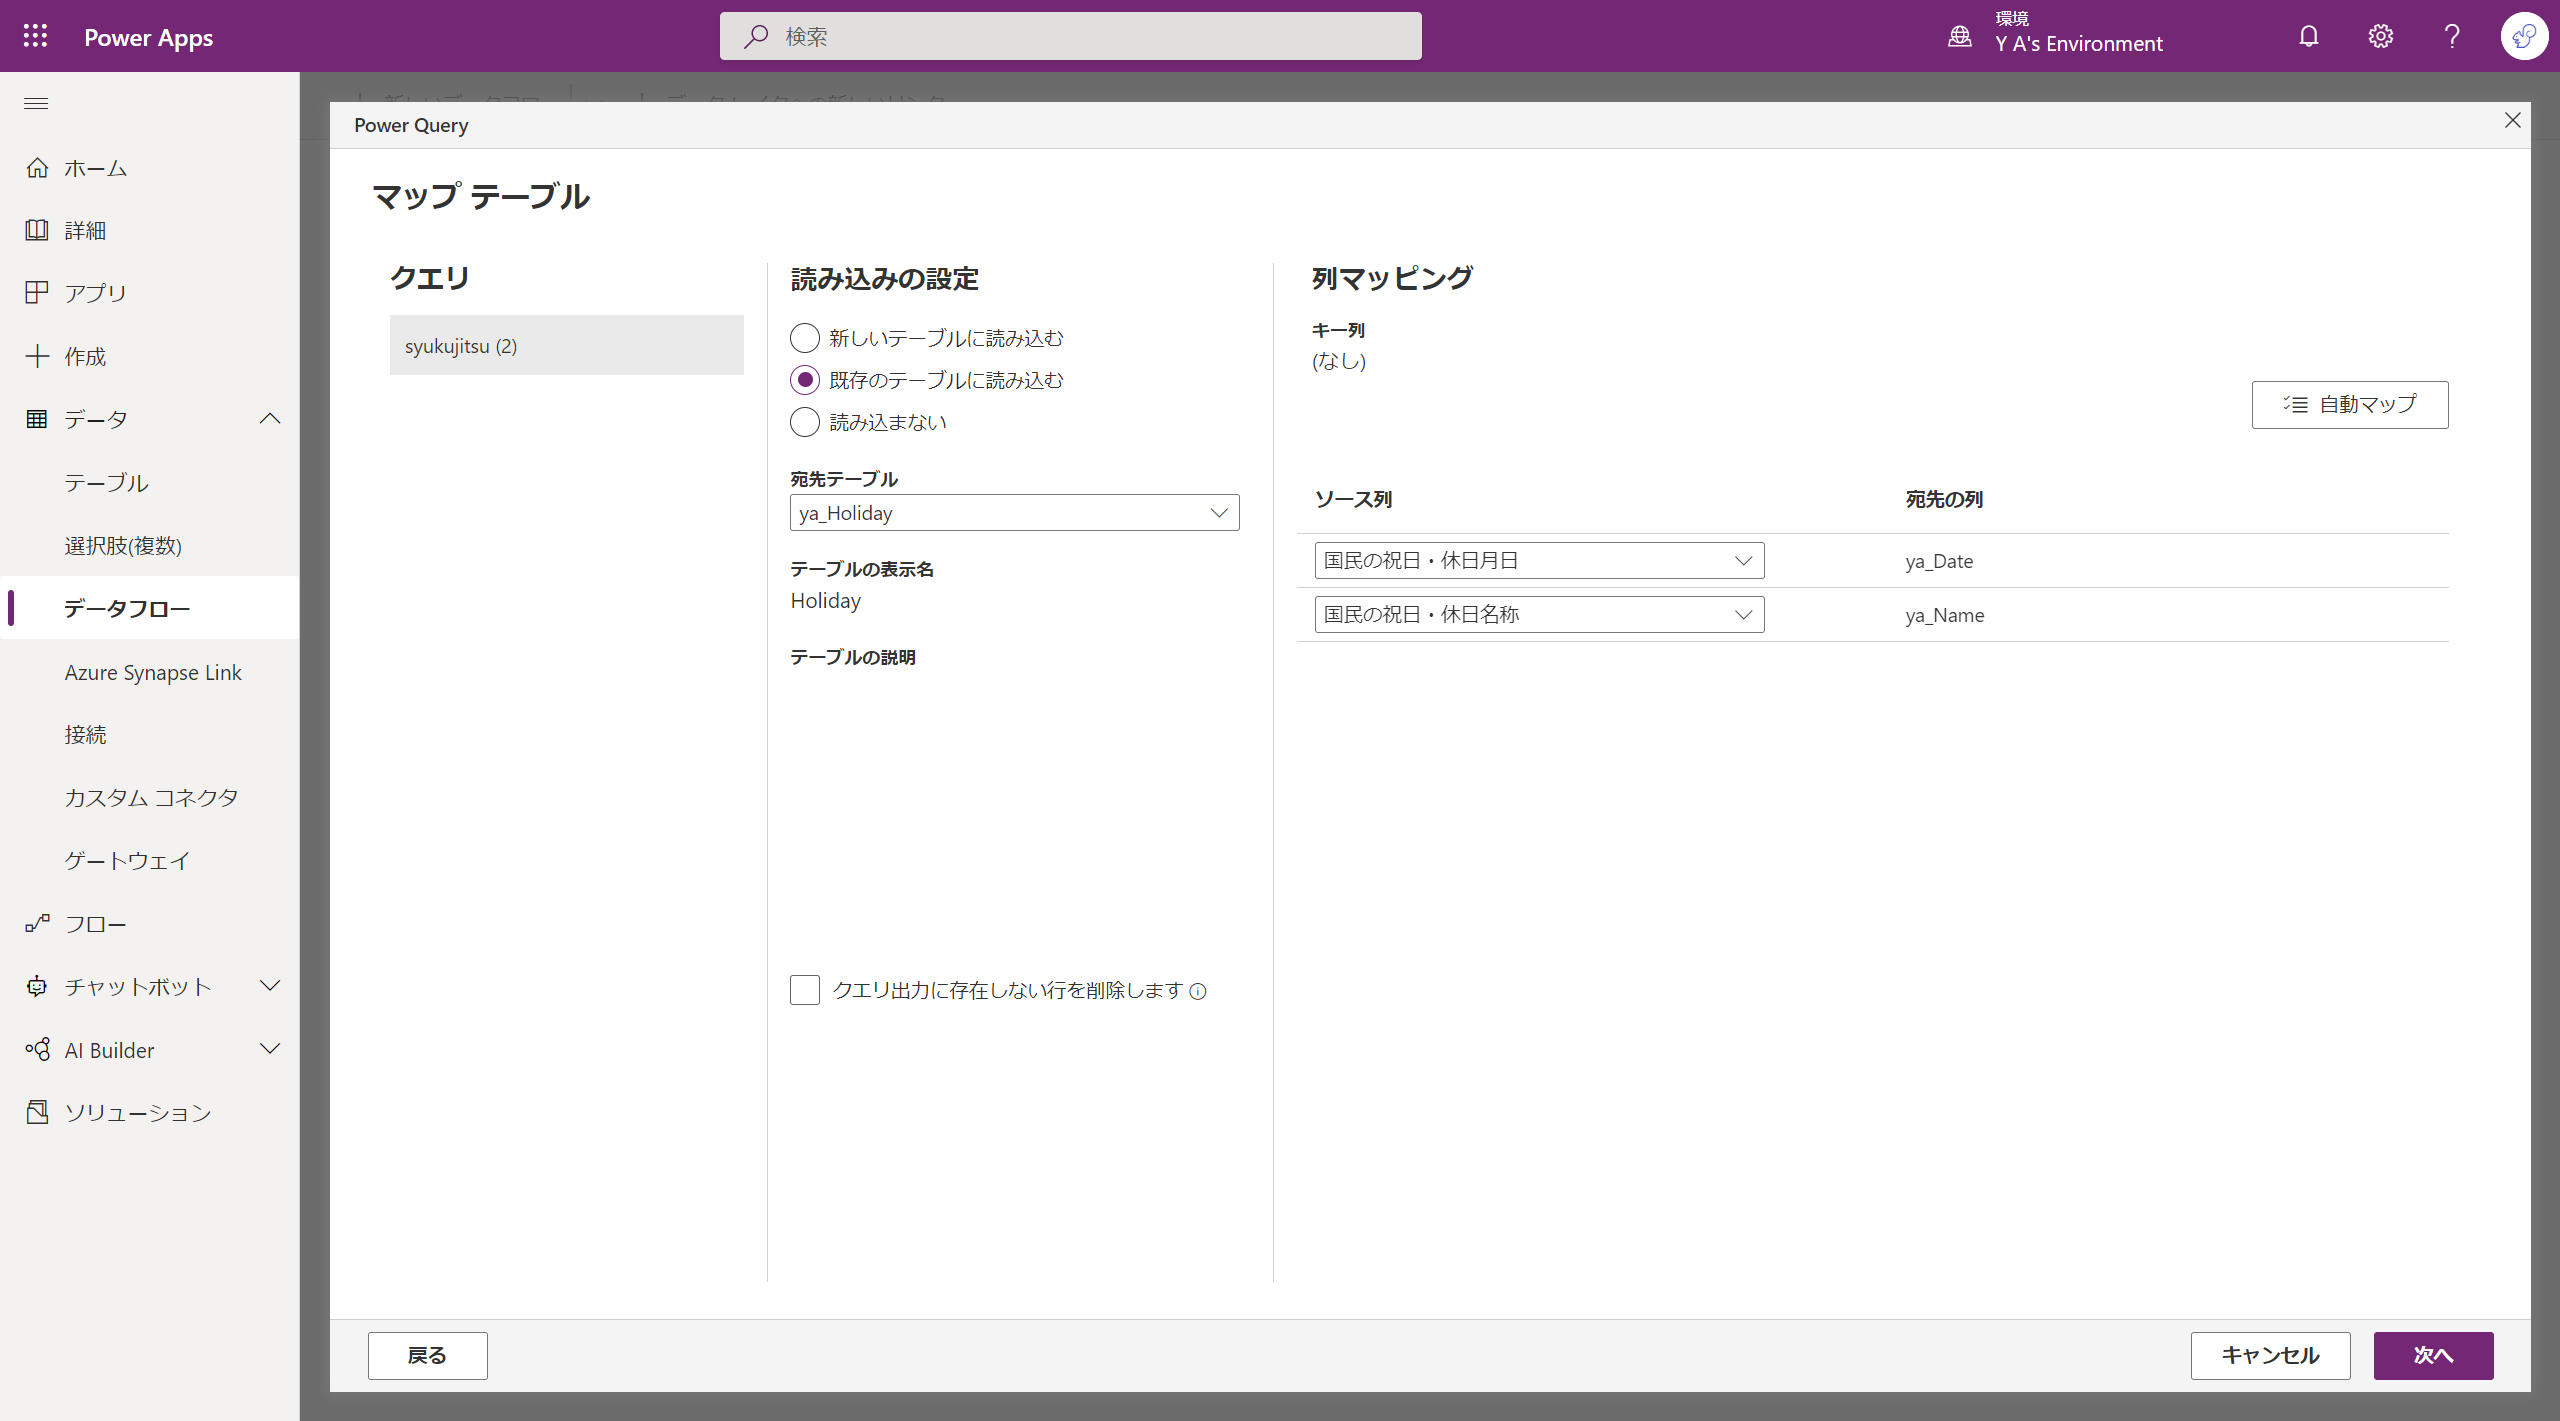 Power Apps
検索
環境
Y A's Environment
ホーム
詳細
アプリ
作成
データ
テーブル
選択肢(複数)
データフロー
Azure Synapse Link
接続
カスタム コネクタ
ゲートウェイ
フロー
チャットボット
AI Builder
ソリューション
Power Query
マップ テーブル
クエリ
syukujitsu (2)
読み込みの設定
新しいテーブルに読み込む
既存のテーブルに読み込む
読み込まない
宛先テーブル
ya_Holiday
テーブルの表示名
Holiday
テーブルの説明
クエリ出力に存在しない行を削除します
列マッピング
キー列
(なし)
自動マップ
ソース列 宛先の列
国民の祝日・休日月日 ya_Date
国民の祝日・休日名称 ya_Name
戻る
キャンセル
次へ